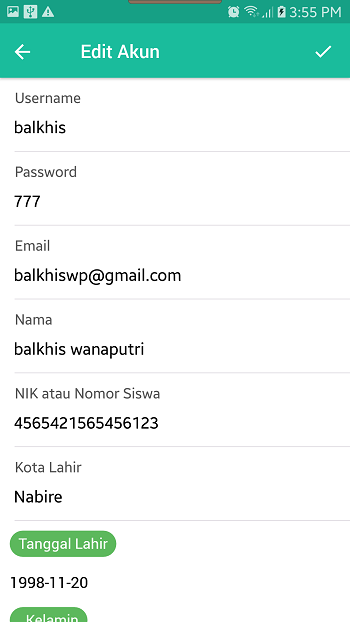 3:55 PM
Edit Akun
Username
balkhis
Password
777
Email
balkhiswp@gmail.com
Nama
balkhis wanaputri
NIK atau Nomor Siswa
4565421565456123
Kota Lahir
Nabire
Tanggal Lahir
1998-11-20
Kelamin